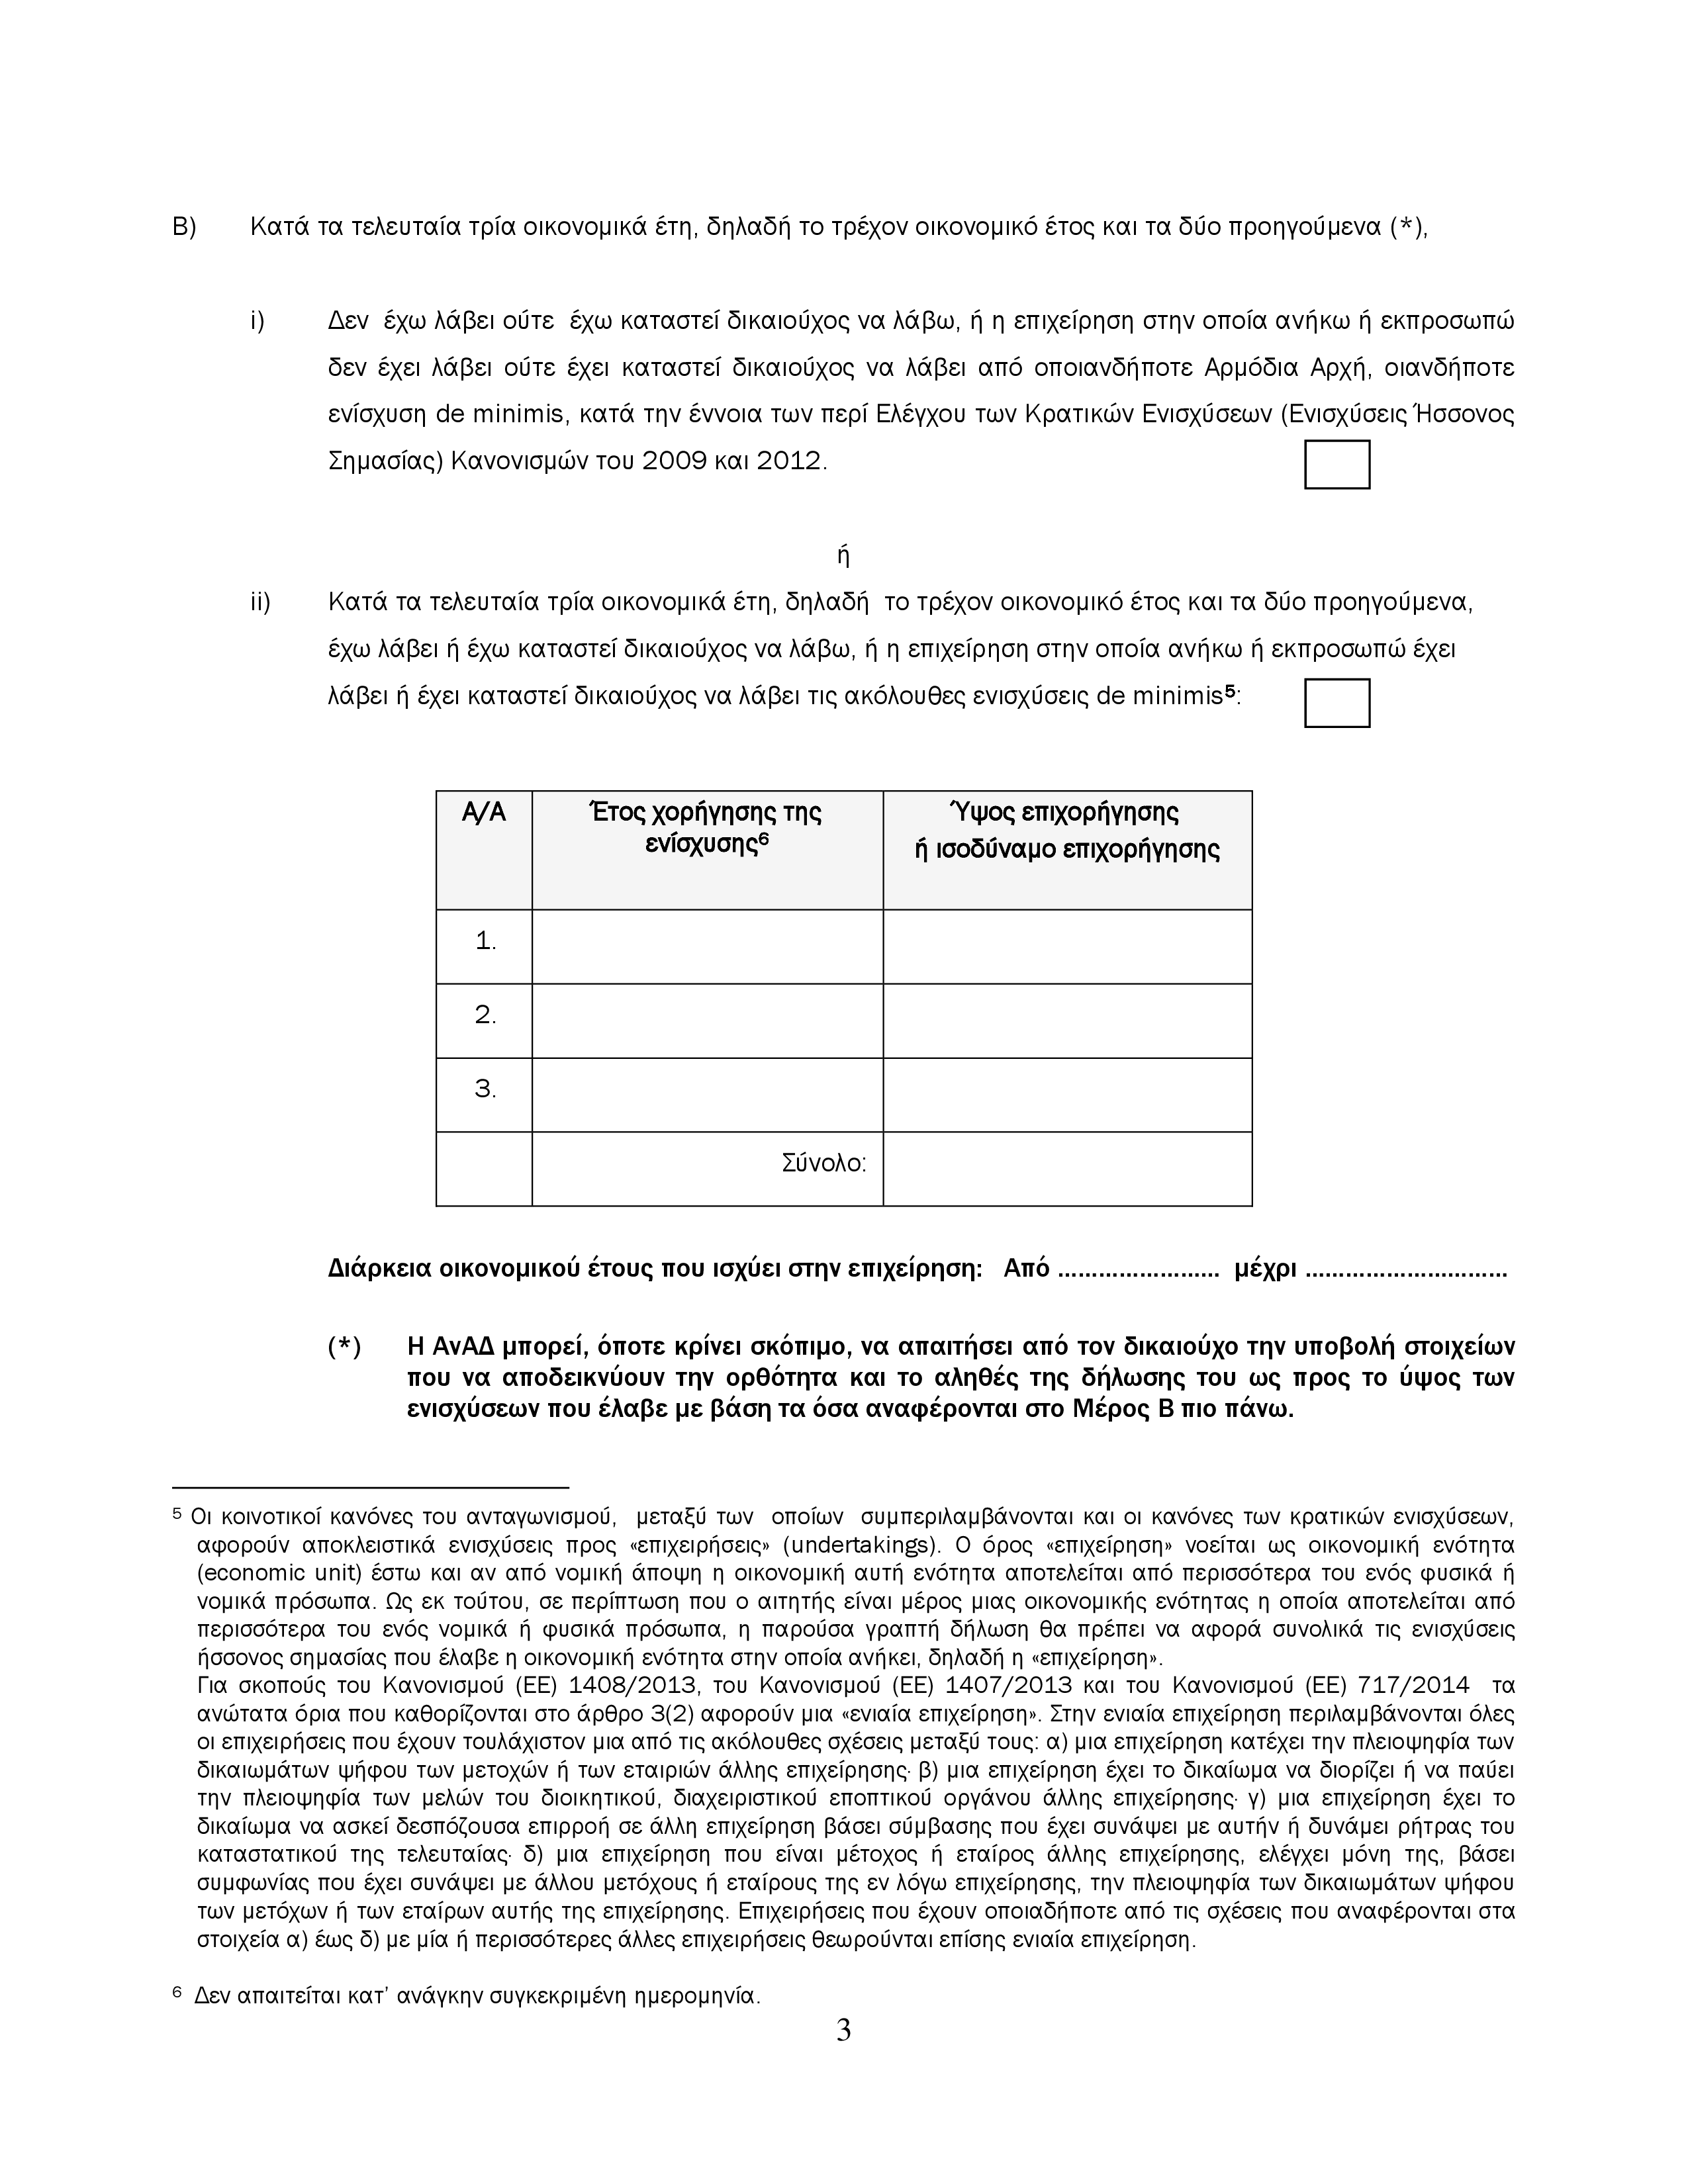 Β) Κατά τα τελευταία τρία οικονομικά έτη, δηλαδή το τρέχον οικονομικό έτος και τα δύο προηγούμενα (*),
i) Δεν έχω λάβει ούτε έχω καταστεί δικαιούχος να λάβω, ή η επιχείρηση στην οποία ανήκω ή εκπροσωπώ
δεν έχει λάβει ούτε έχει καταστεί δικαιούχος να λάβει από οποιανδήποτε Αρμόδια Αρχή, οιανδήποτε
ενίσχυση de minimis, κατά την έννοια των περί Ελέγχου των Κρατικών Ενισχύσεων (Ενισχύσεις Ήσσονος
Σημασίας) Κανονισμών του 2009 και 2012.
ή
ii) Κατά τα τελευταία τρία οικονομικά έτη, δηλαδή το τρέχον οικονομικό έτος και τα δύο προηγούμενα,
έχω λάβει ή έχω καταστεί δικαιούχος να λάβω, ή η επιχείρηση στην οποία ανήκω ή εκπροσωπώ έχει
λάβει ή έχει καταστεί δικαιούχος να λάβει τις ακόλουθες ενισχύσεις de minimis⁵:
Α/Α
Έτος χορήγησης της
ενίσχυσης⁶
Ύψος επιχορήγησης
ή ισοδύναμο επιχορήγησης
1.
2.
3.
Σύνολο:
Διάρκεια οικονομικού έτους που ισχύει στην επιχείρηση: Από ........................ μέχρι ..............................
(*) Η ΑνΑΔ μπορεί, όποτε κρίνει σκόπιμο, να απαιτήσει από τον δικαιούχο την υποβολή στοιχείων
που να αποδεικνύουν την ορθότητα και το αληθές της δήλωσης του ως προς το ύψος των
ενισχύσεων που έλαβε με βάση τα όσα αναφέρονται στο Μέρος Β πιο πάνω.
⁵ Οι κοινοτικοί κανόνες του ανταγωνισμού, μεταξύ των οποίων συμπεριλαμβάνονται και οι κανόνες των κρατικών ενισχύσεων,
αφορούν αποκλειστικά ενισχύσεις προς «επιχειρήσεις» (undertakings). Ο όρος «επιχείρηση» νοείται ως οικονομική ενότητα
(economic unit) έστω και αν από νομική άποψη η οικονομική αυτή ενότητα αποτελείται από περισσότερα του ενός φυσικά ή
νομικά πρόσωπα. Ως εκ τούτου, σε περίπτωση που ο αιτητής είναι μέρος μιας οικονομικής ενότητας η οποία αποτελείται από
περισσότερα του ενός νομικά ή φυσικά πρόσωπα, η παρούσα γραπτή δήλωση θα πρέπει να αφορά συνολικά τις ενισχύσεις
ήσσονος σημασίας που έλαβε η οικονομική ενότητα στην οποία ανήκει, δηλαδή η «επιχείρηση».
Για σκοπούς του Κανονισμού (ΕΕ) 1408/2013, του Κανονισμού (ΕΕ) 1407/2013 και του Κανονισμού (ΕΕ) 717/2014 τα
ανώτατα όρια που καθορίζονται στο άρθρο 3(2) αφορούν μια «ενιαία επιχείρηση». Στην ενιαία επιχείρηση περιλαμβάνονται όλες
οι επιχειρήσεις που έχουν τουλάχιστον μια από τις ακόλουθες σχέσεις μεταξύ τους: α) μια επιχείρηση κατέχει την πλειοψηφία των
δικαιωμάτων ψήφου των μετοχών ή των εταιριών άλλης επιχείρησης· β) μια επιχείρηση έχει το δικαίωμα να διορίζει ή να παύει
την πλειοψηφία των μελών του διοικητικού, διαχειριστικού εποπτικού οργάνου άλλης επιχείρησης· γ) μια επιχείρηση έχει το
δικαίωμα να ασκεί δεσπόζουσα επιρροή σε άλλη επιχείρηση βάσει σύμβασης που έχει συνάψει με αυτήν ή δυνάμει ρήτρας του
καταστατικού της τελευταίας· δ) μια επιχείρηση που είναι μέτοχος ή εταίρος άλλης επιχείρησης, ελέγχει μόνη της, βάσει
συμφωνίας που έχει συνάψει με άλλου μετόχους ή εταίρους της εν λόγω επιχείρησης, την πλειοψηφία των δικαιωμάτων ψήφου
των μετόχων ή των εταίρων αυτής της επιχείρησης. Επιχειρήσεις που έχουν οποιαδήποτε από τις σχέσεις που αναφέρονται στα
στοιχεία α) έως δ) με μία ή περισσότερες άλλες επιχειρήσεις θεωρούνται επίσης ενιαία επιχείρηση.
⁶ Δεν απαιτείται κατ’ ανάγκην συγκεκριμένη ημερομηνία.
3